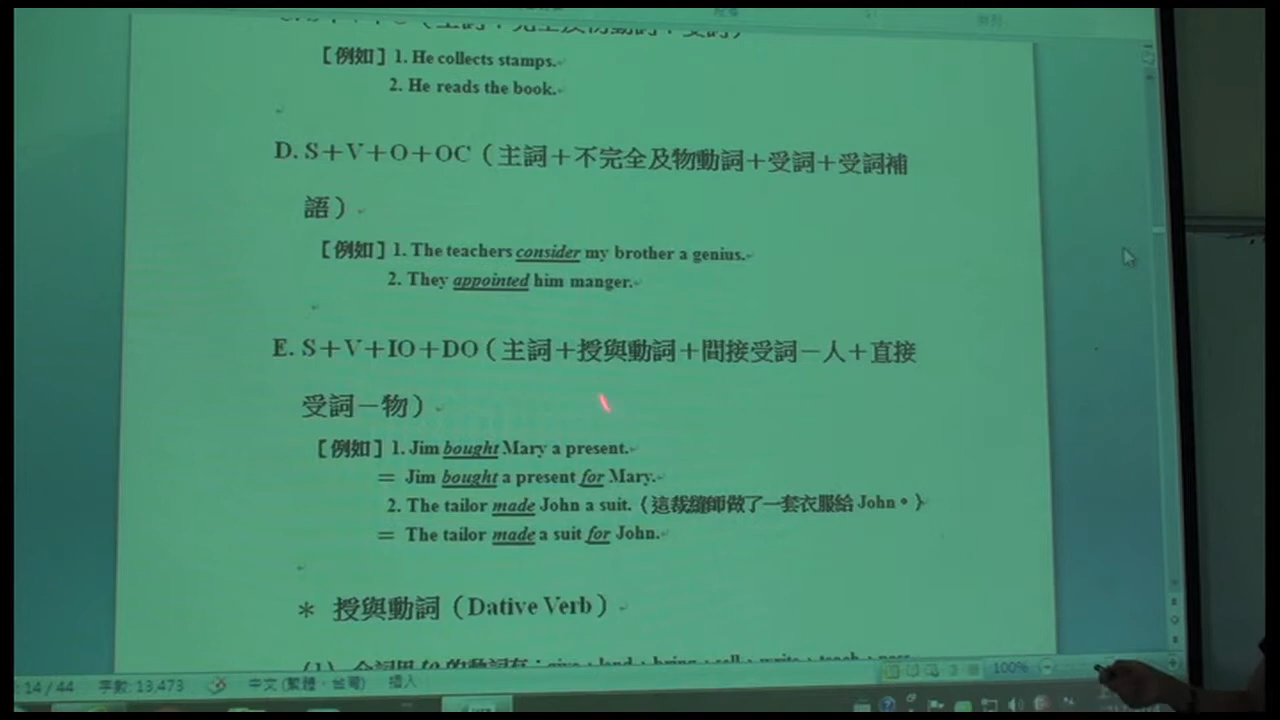 [例如] 1. He collects stamps.
2. He reads the book.
D. S＋V＋O＋OC（主詞＋不完全及物動詞＋受詞＋受詞補
語）
[例如] 1. The teachers consider my brother a genius.
2. They appointed him manger.
E. S＋V＋IO＋DO（主詞＋授與動詞＋間接受詞－人＋直接
受詞－物）
[例如] 1. Jim bought Mary a present.
＝ Jim bought a present for Mary.
2. The tailor made John a suit.（這裁縫師做了一套衣服給 John。）
＝ The tailor made a suit for John.
＊ 授與動詞（Dative Verb）
14 / 44 字數: 13,473 中文 (繁體，台灣) 插入 100%